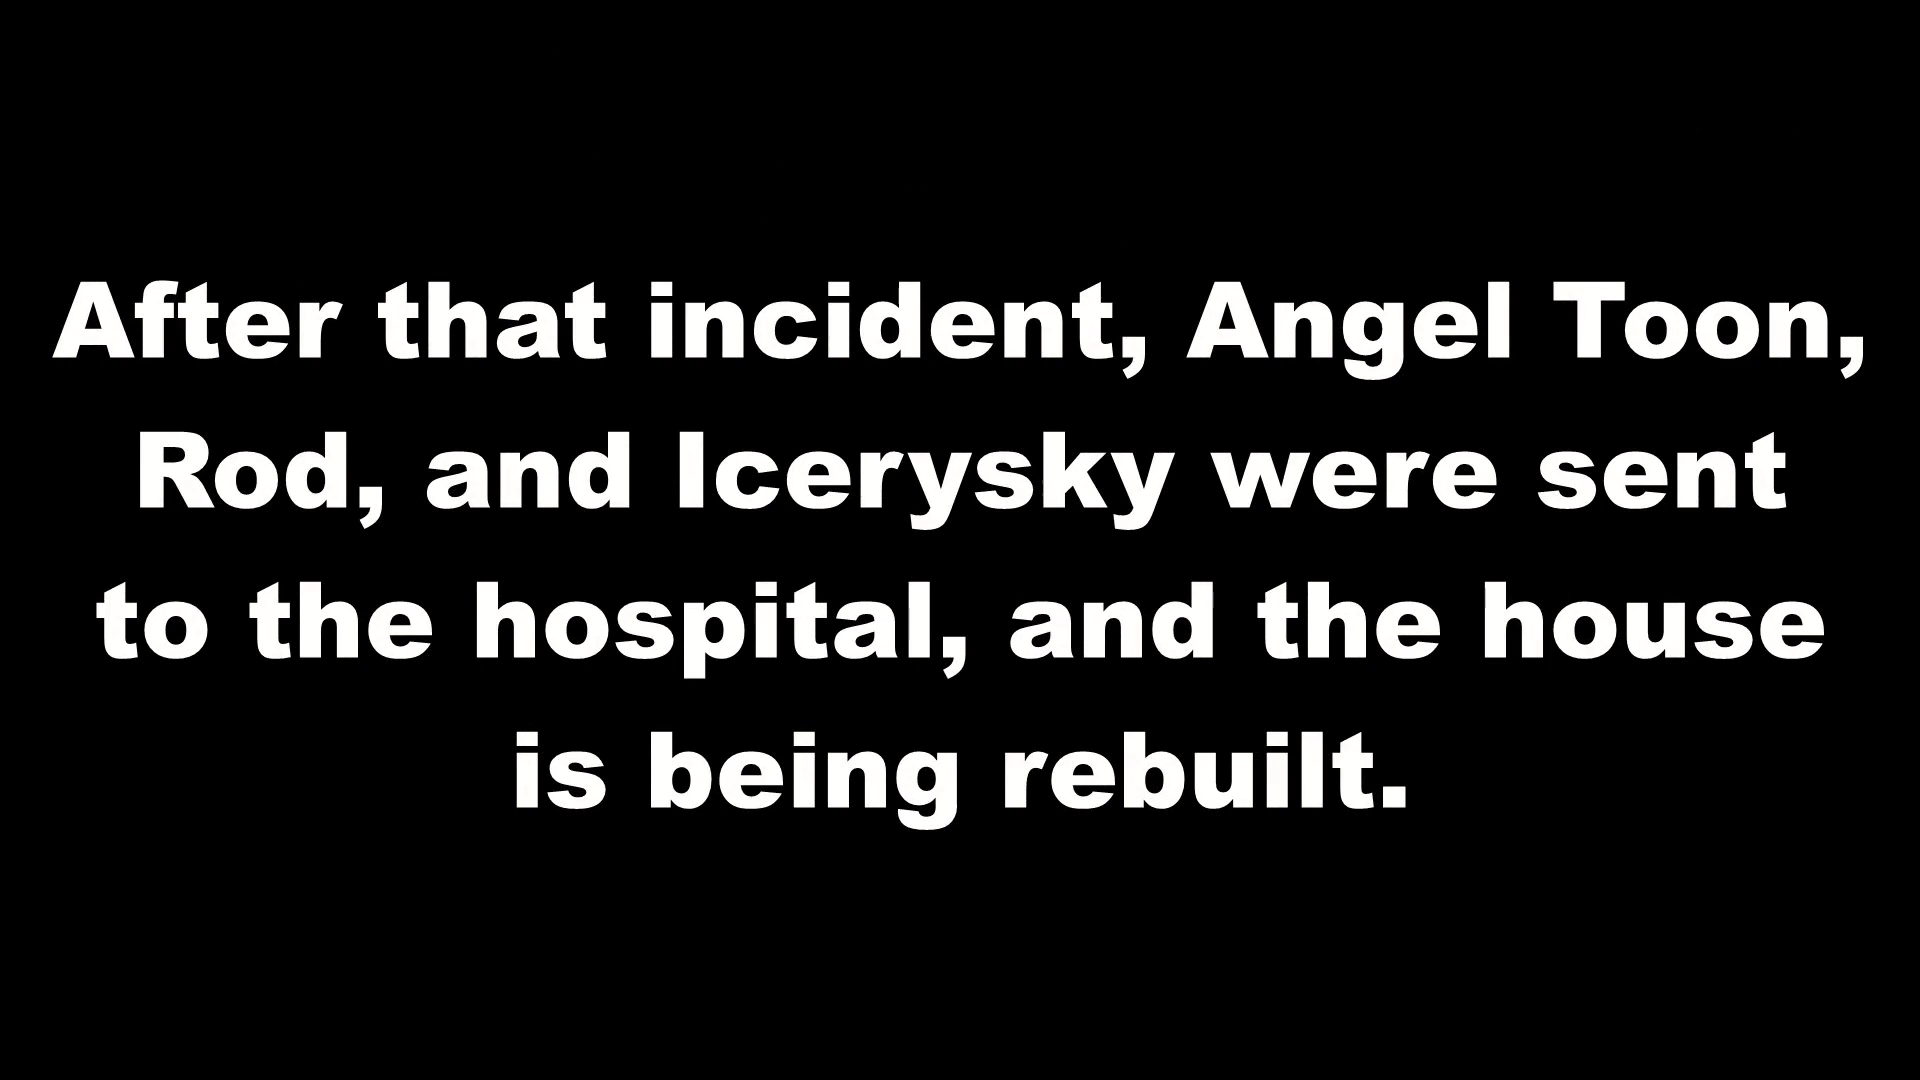 After that incident, Angel Toon,
Rod, and Icerysky were sent
to the hospital, and the house
is being rebuilt.